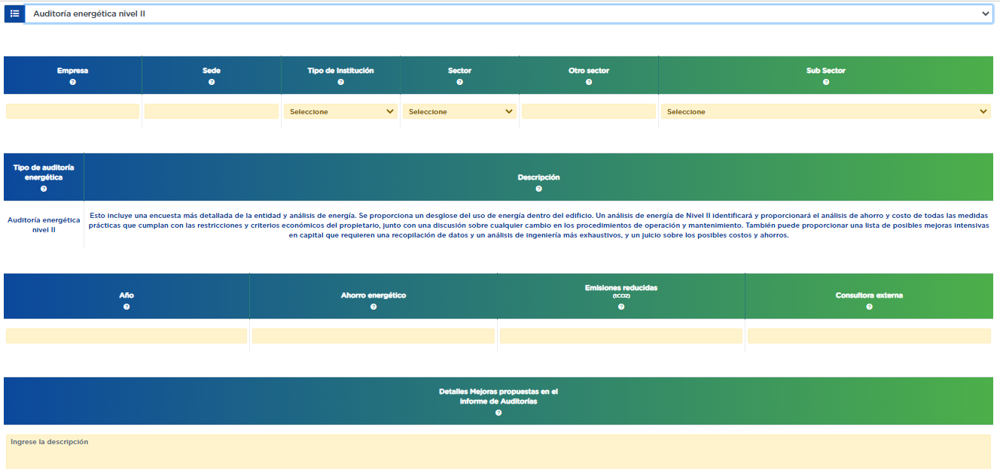 Auditoría energética nivel II
Empresa
Sede
Tipo de Institución
Sector
Otro sector
Sub Sector
Seleccione
Seleccione
Seleccione
Tipo de auditoría
energética
Descripción
Auditoría energética
nivel II
Esto incluye una encuesta más detallada de la entidad y análisis de energía. Se proporciona un desglose del uso de energía dentro del edificio. Un análisis de energía de Nivel II identificará y proporcionará el análisis de ahorro y costo de todas las medidas
prácticas que cumplan con las restricciones y criterios económicos del propietario, junto con una discusión sobre cualquier cambio en los procedimientos de operación y mantenimiento. También puede proporcionar una lista de posibles mejoras intensivas
en capital que requieren una recopilación de datos y un análisis de ingeniería más exhaustivos, y un juicio sobre los posibles costos y ahorros.
Año
Ahorro energético
Emisiones reducidas
(tCO2)
Consultora externa
Detalles Mejoras propuestas en el
informe de Auditorías
Ingrese la descripción